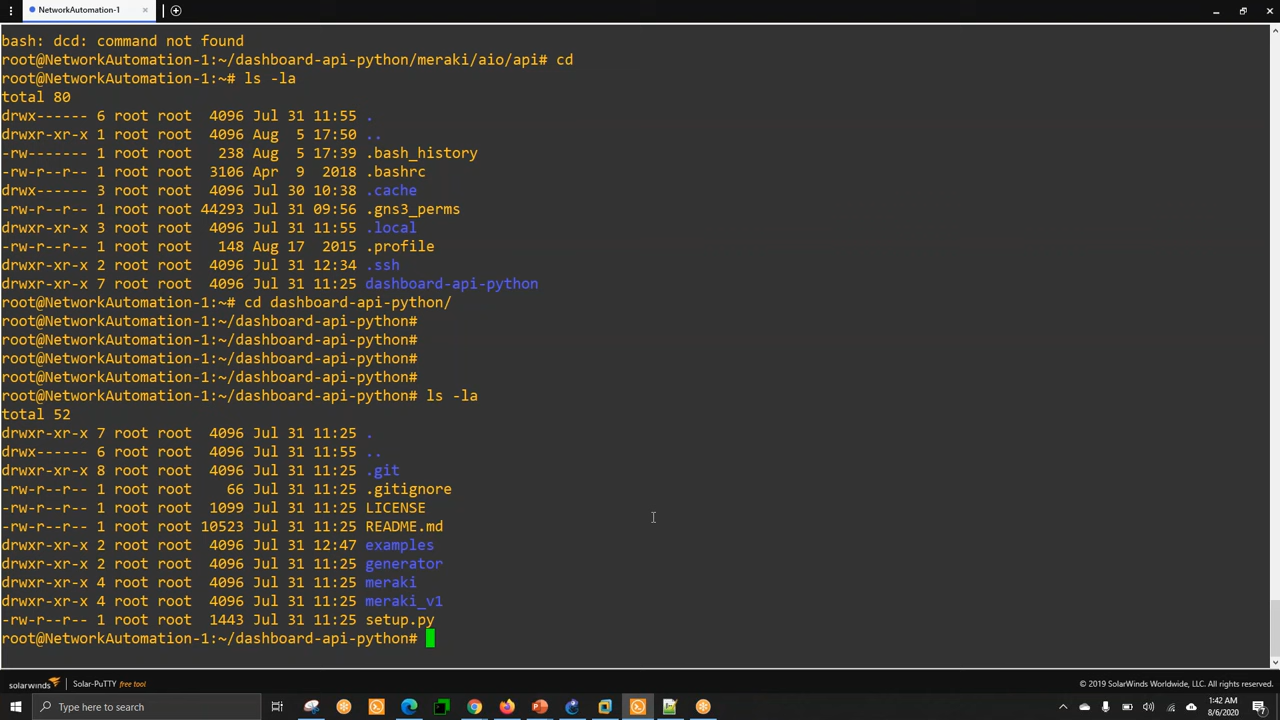 NetworkAutomation-1
bash: dcd: command not found
root@NetworkAutomation-1:~/dashboard-api-python/meraki/aio/api# cd
root@NetworkAutomation-1:~# ls -la
total 80
drwx------ 6 root root  4096 Jul 31 11:55 .
drwxr-xr-x 1 root root  4096 Aug  5 17:50 ..
-rw------- 1 root root   238 Aug  5 17:39 .bash_history
-rw-r--r-- 1 root root  3106 Apr  9  2018 .bashrc
drwx------ 3 root root  4096 Jul 30 10:38 .cache
-rw-r--r-- 1 root root 44293 Jul 31 09:56 .gns3_perms
drwxr-xr-x 3 root root  4096 Jul 31 11:55 .local
-rw-r--r-- 1 root root   148 Aug 17  2015 .profile
drwxr-xr-x 2 root root  4096 Jul 31 12:34 .ssh
drwxr-xr-x 7 root root  4096 Jul 31 11:25 dashboard-api-python
root@NetworkAutomation-1:~# cd dashboard-api-python/
root@NetworkAutomation-1:~/dashboard-api-python#
root@NetworkAutomation-1:~/dashboard-api-python#
root@NetworkAutomation-1:~/dashboard-api-python#
root@NetworkAutomation-1:~/dashboard-api-python#
root@NetworkAutomation-1:~/dashboard-api-python# ls -la
total 52
drwxr-xr-x 7 root root  4096 Jul 31 11:25 .
drwx------ 6 root root  4096 Jul 31 11:55 ..
drwxr-xr-x 8 root root  4096 Jul 31 11:25 .git
-rw-r--r-- 1 root root    66 Jul 31 11:25 .gitignore
-rw-r--r-- 1 root root  1099 Jul 31 11:25 LICENSE
-rw-r--r-- 1 root root 10523 Jul 31 11:25 README.md
drwxr-xr-x 2 root root  4096 Jul 31 12:47 examples
drwxr-xr-x 2 root root  4096 Jul 31 11:25 generator
drwxr-xr-x 4 root root  4096 Jul 31 11:25 meraki
drwxr-xr-x 4 root root  4096 Jul 31 11:25 meraki_v1
-rw-r--r-- 1 root root  1443 Jul 31 11:25 setup.py
root@NetworkAutomation-1:~/dashboard-api-python#
solarwinds Solar-PuTTY free tool © 2019 SolarWinds Worldwide, LLC. All rights reserved.
Type here to search
1:42 AM
8/6/2020